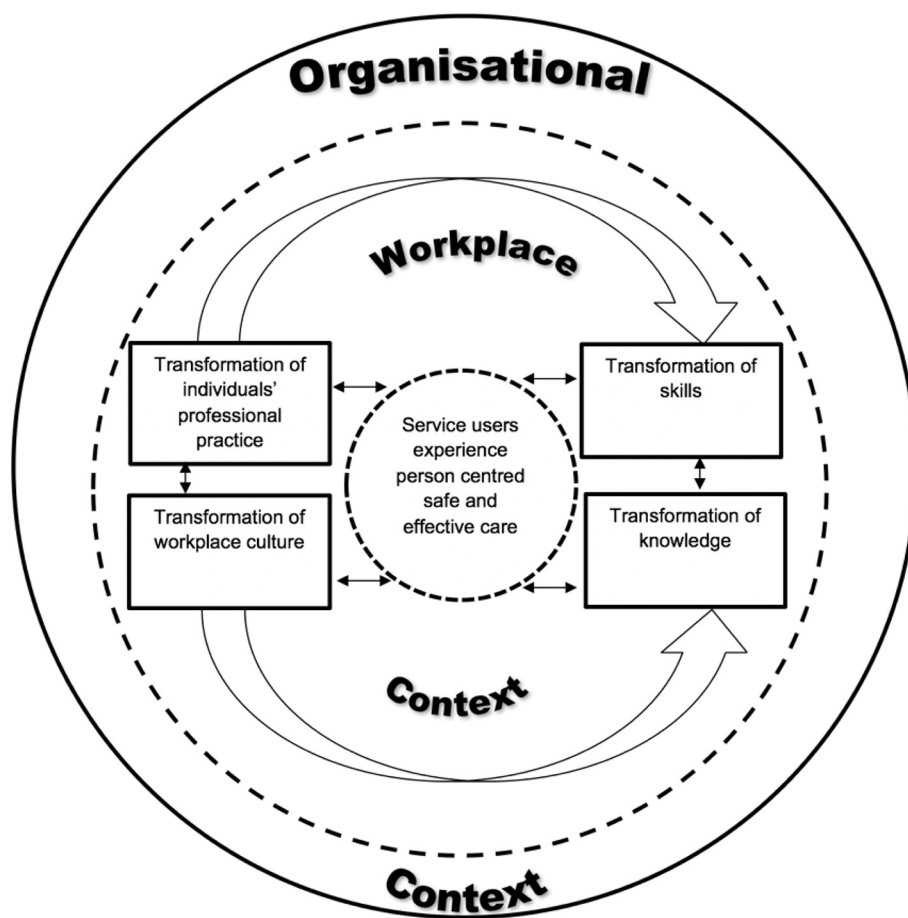 Organisational
Workplace
Transformation of
individuals’
professional
practice
Transformation of
skills
Service users
experience
person centred
safe and
effective care
Transformation of
workplace culture
Transformation of
knowledge
Context
Context